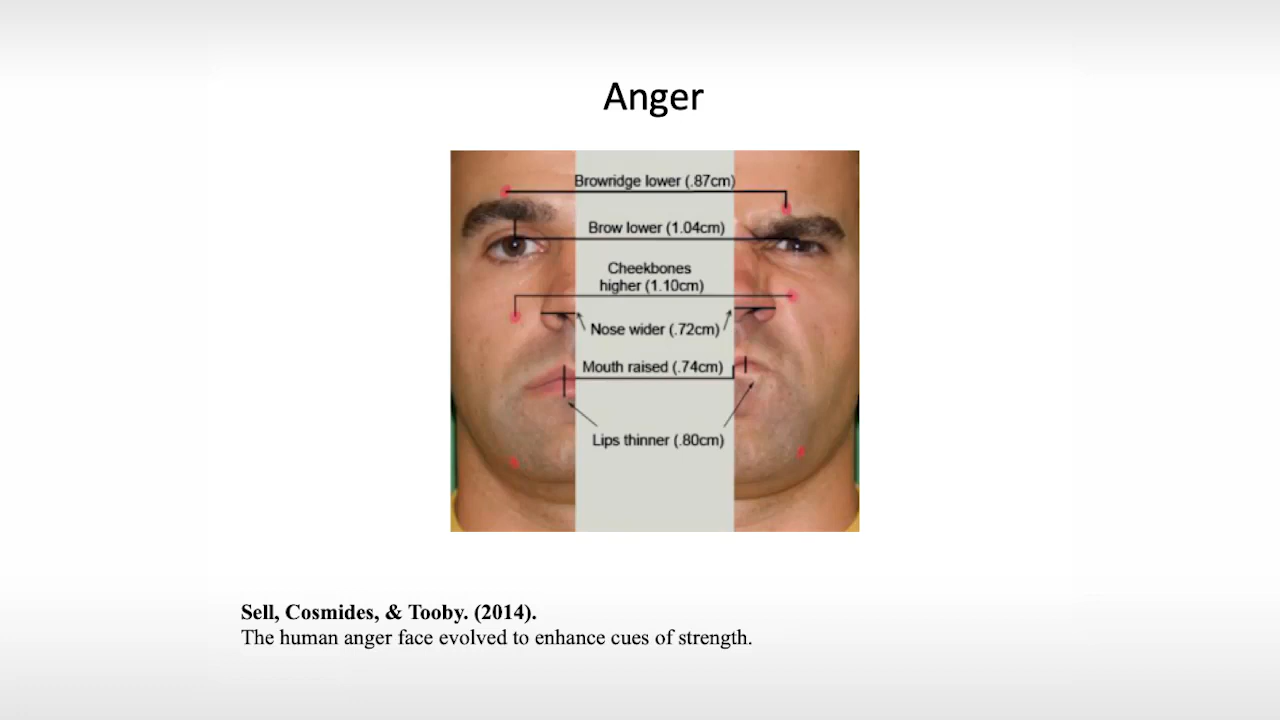 Anger
Browridge lower (.87cm)
Brow lower (1.04cm)
Cheekbones
higher (1.10cm)
Nose wider (.72cm)
Mouth raised (.74cm)
Lips thinner (.80cm)
Sell, Cosmides, & Tooby. (2014).
The human anger face evolved to enhance cues of strength.